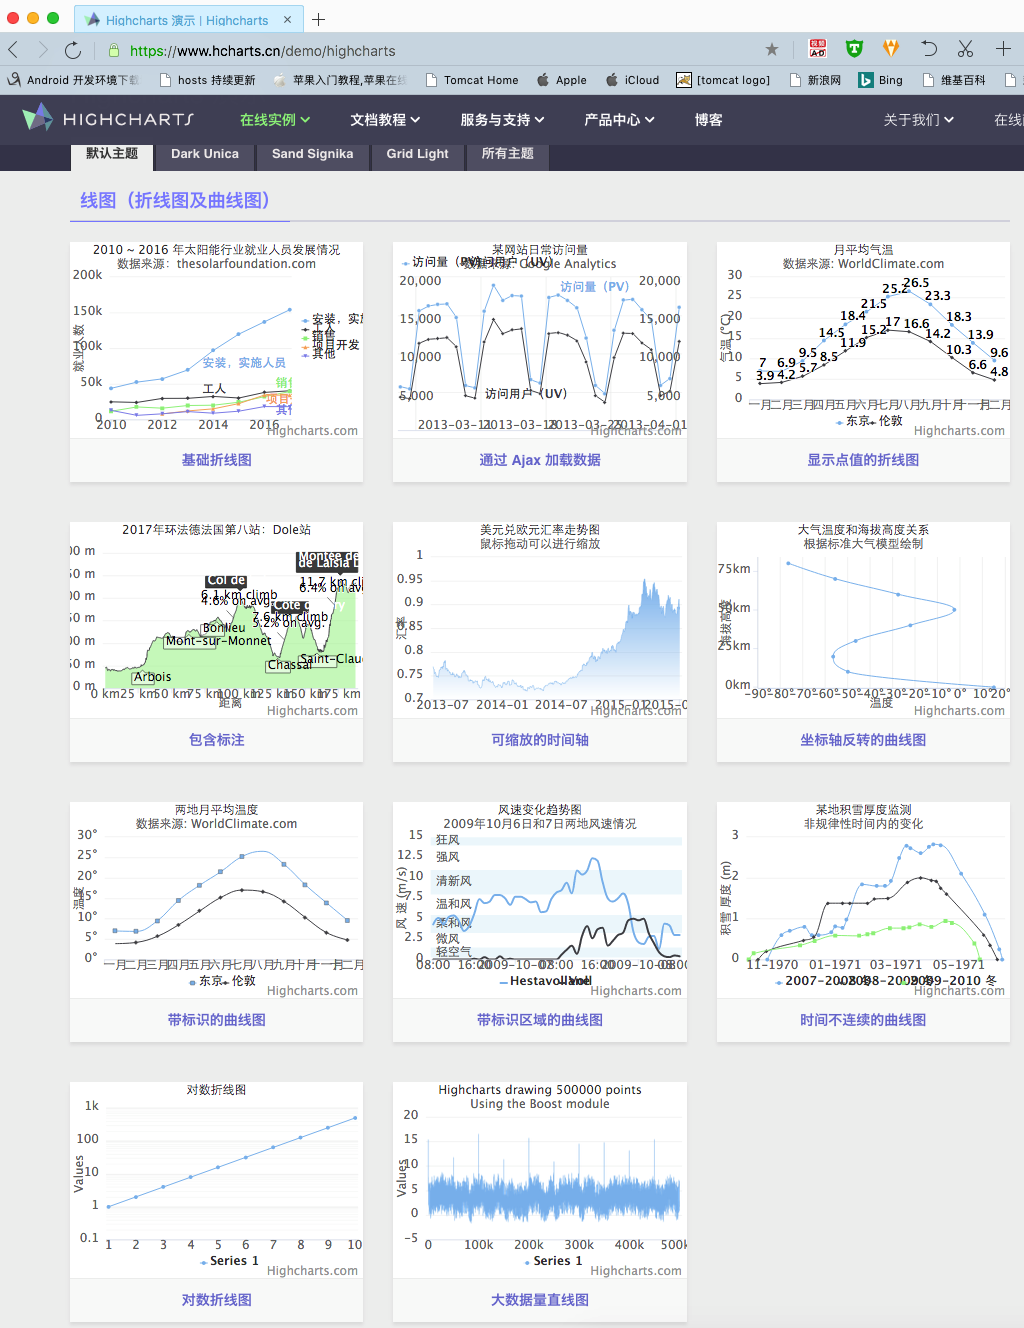 Highcharts 演示 | Highcharts
https://www.hcharts.cn/demo/highcharts
Android 开发环境下载 hosts 持续更新 苹果入门教程,苹果在线 Tomcat Home Apple iCloud [tomcat logo] 新浪网 Bing 维基百科
HIGHCHARTS 在线实例 文档教程 服务与支持 产品中心 博客 关于我们 在线
默认主题 Dark Unica Sand Signika Grid Light 所有主题
线图（折线图及曲线图）
2010 ~ 2016 年太阳能行业就业人员发展情况
数据来源：thesolarfoundation.com
200k
150k
100k
50k
0
就业人数
安装，实施
工人
销售
项目开发
其他
安装，实施人员
工人
2010 2012 2014 2016
Highcharts.com
基础折线图
某网站日常访问量
数据来源: Google Analytics
访问量（PV） 访问用户（UV）
20,000 20,000
15,000 15,000
10,000 10,000
5,000 5,000
访问量（PV）
访问用户（UV）
2013-03-11 2013-03-18 2013-03-25 2013-04-01
Highcharts.com
通过 Ajax 加载数据
月平均气温
数据来源: WorldClimate.com
30
25
20
15
10
5
0
气温 (°C)
7 6.9 9.5 14.5 18.4 21.5 25.2 26.5 23.3 18.3 13.9 9.6
3.9 4.2 5.7 8.5 11.9 15.2 17 16.6 14.2 10.3 6.6 4.8
一月 二月 三月 四月 五月 六月 七月 八月 九月 十月 十一月 十二月
东京 伦敦
Highcharts.com
显示点值的折线图
2017年环法德法国第八站：Dole站
Montée de
de Laisia
11.7 km climb
6.4% on avg.
Col de
6.1 km climb
4.6% on avg.
7.6 km climb
5.2% on avg.
Bonlieu
Mont-sur-Monnet
Arbois
Chassal
Saint-Clau
0 m
0 km 25 km 50 km 75 km 100 km 125 km 150 km 175 km
距离
Highcharts.com
包含标注
美元兑欧元汇率走势图
鼠标拖动可以进行缩放
1
0.95
0.9
0.85
0.8
0.75
0.7
汇率
2013-07 2014-01 2014-07 2015-01 2015-0
Highcharts.com
可缩放的时间轴
大气温度和海拔高度关系
根据标准大气模型绘制
75km
50km
25km
0km
海拔高度
-90° -80° -70° -60° -50° -40° -30° -20° -10° 0° 10° 20°
温度
Highcharts.com
坐标轴反转的曲线图
两地月平均温度
数据来源: WorldClimate.com
30°
25°
20°
15°
10°
5°
0°
温度
一月 二月 三月 四月 五月 六月 七月 八月 九月 十月 十一月 十二月
东京 伦敦
Highcharts.com
带标识的曲线图
风速变化趋势图
2009年10月6日和7日两地风速情况
15
12.5
10
7.5
5
2.5
0
风 速 (m/s)
狂风
强风
清新风
温和风
柔和风
微风
轻空气
08:00 16:00 2009-10-07 08:00 16:00 2009-10-08 08:00
Hestavollane Voll
Highcharts.com
带标识区域的曲线图
某地积雪厚度监测
非规律性时间内的变化
3
2
1
0
积雪 厚度 (m)
11-1970 01-1971 03-1971 05-1971
2007-2008 冬 2008-2009 冬 2009-2010 冬
Highcharts.com
时间不连续的曲线图
对数折线图
1k
100
10
1
0.1
Values
1 2 3 4 5 6 7 8 9 10
Series 1
Highcharts.com
对数折线图
Highcharts drawing 500000 points
Using the Boost module
20
15
10
5
0
-5
Values
0 100k 200k 300k 400k 500k
Series 1
Highcharts.com
大数据量直线图